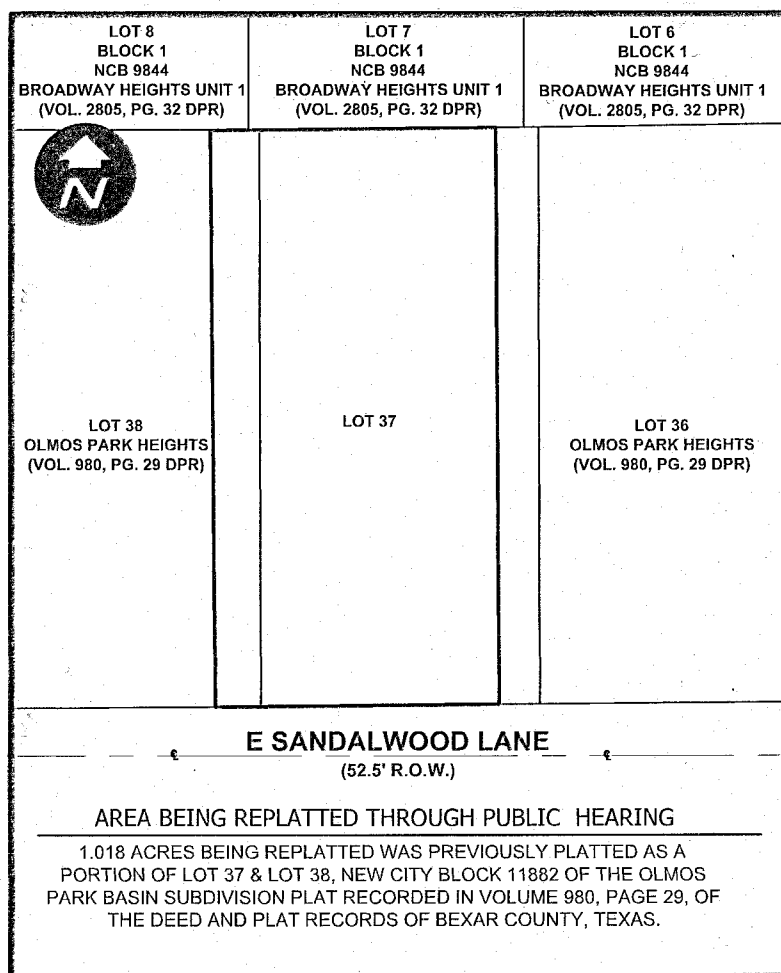 LOT 8
BLOCK 1
NCB 9844
BROADWAY HEIGHTS UNIT 1
(VOL. 2805, PG. 32 DPR)
LOT 7
BLOCK 1
NCB 9844
BROADWAY HEIGHTS UNIT 1
(VOL. 2805, PG. 32 DPR)
LOT 6
BLOCK 1
NCB 9844
BROADWAY HEIGHTS UNIT 1
(VOL. 2805, PG. 32 DPR)
N
LOT 38
OLMOS PARK HEIGHTS
(VOL. 980, PG. 29 DPR)
LOT 37
LOT 36
OLMOS PARK HEIGHTS
(VOL. 980, PG. 29 DPR)
E SANDALWOOD LANE
(52.5' R.O.W.)
AREA BEING REPLATTED THROUGH PUBLIC HEARING
1.018 ACRES BEING REPLATTED WAS PREVIOUSLY PLATTED AS A
PORTION OF LOT 37 & LOT 38, NEW CITY BLOCK 11882 OF THE OLMOS
PARK BASIN SUBDIVISION PLAT RECORDED IN VOLUME 980, PAGE 29, OF
THE DEED AND PLAT RECORDS OF BEXAR COUNTY, TEXAS.